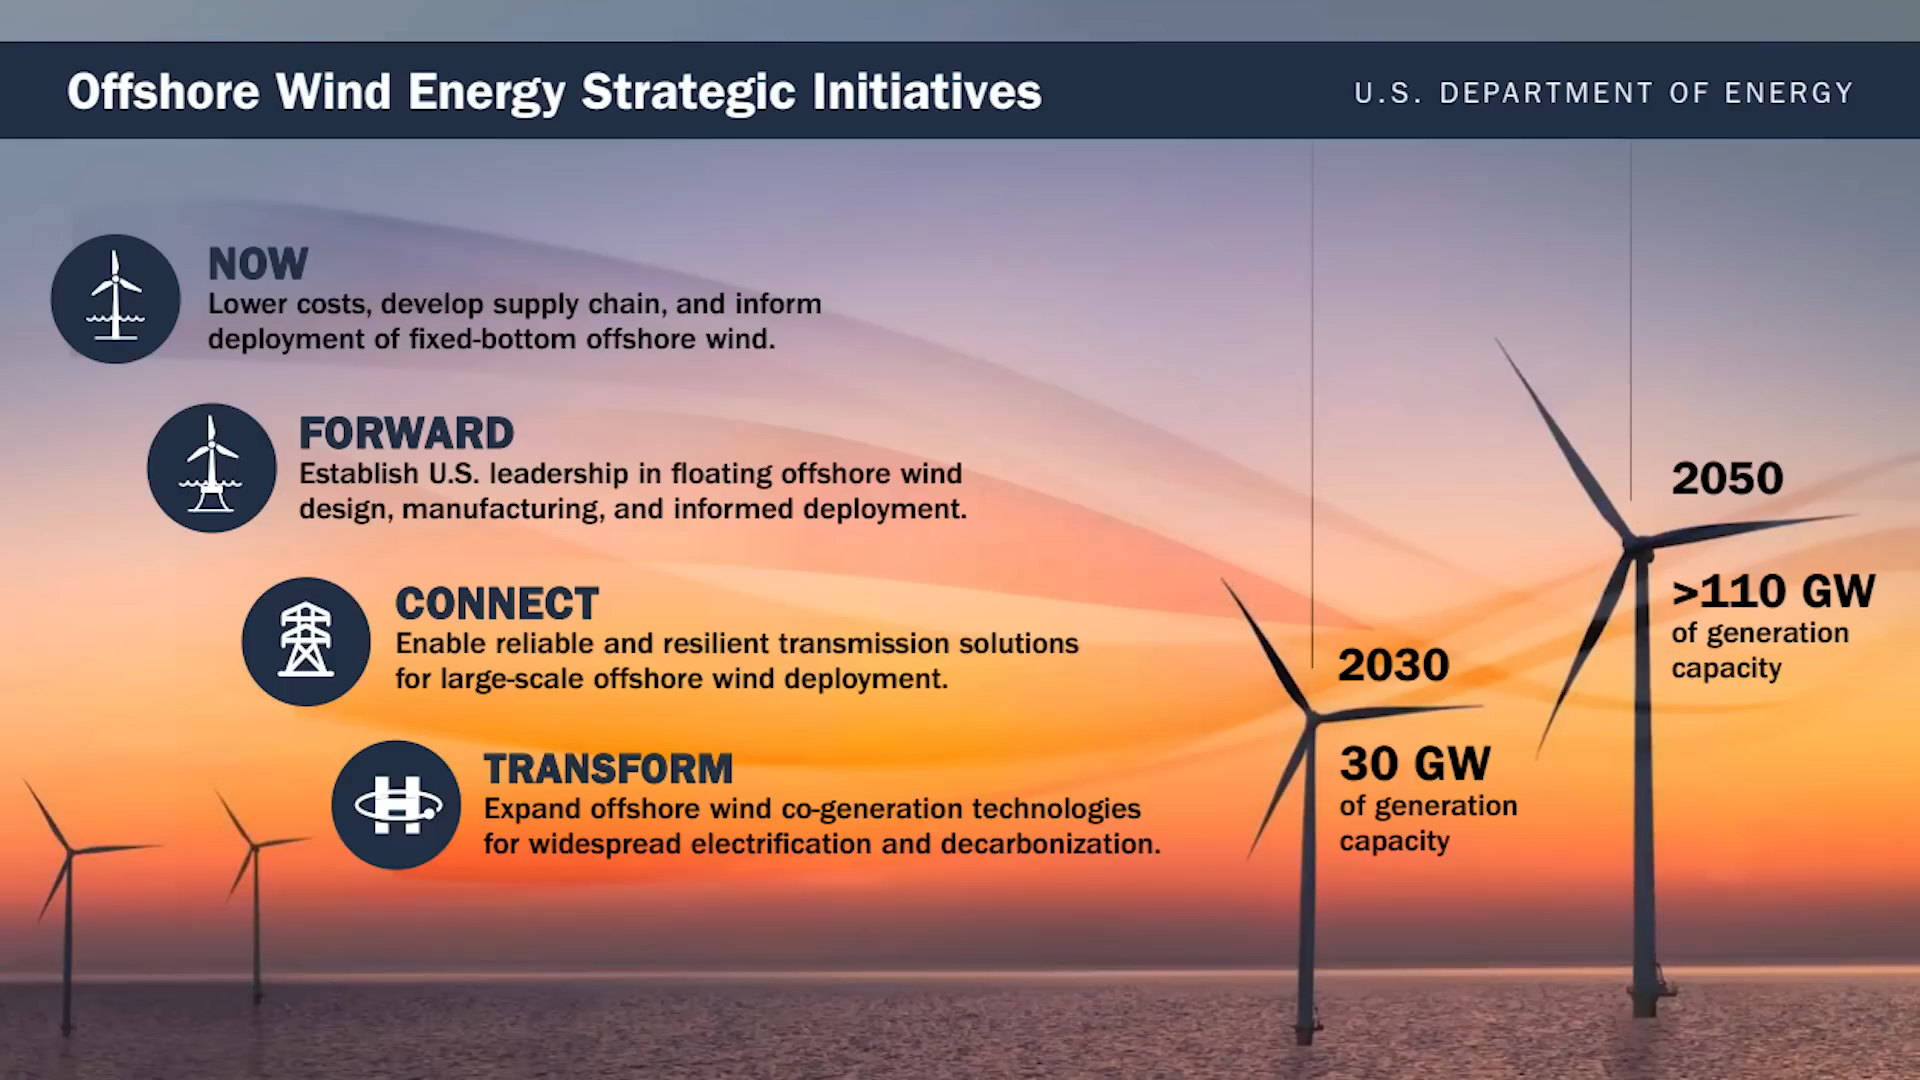 Offshore Wind Energy Strategic Initiatives
U.S. DEPARTMENT OF ENERGY
NOW
Lower costs, develop supply chain, and inform
deployment of fixed-bottom offshore wind.
FORWARD
Establish U.S. leadership in floating offshore wind
design, manufacturing, and informed deployment.
CONNECT
Enable reliable and resilient transmission solutions
for large-scale offshore wind deployment.
TRANSFORM
Expand offshore wind co-generation technologies
for widespread electrification and decarbonization.
2030
30 GW
of generation
capacity
2050
>110 GW
of generation
capacity